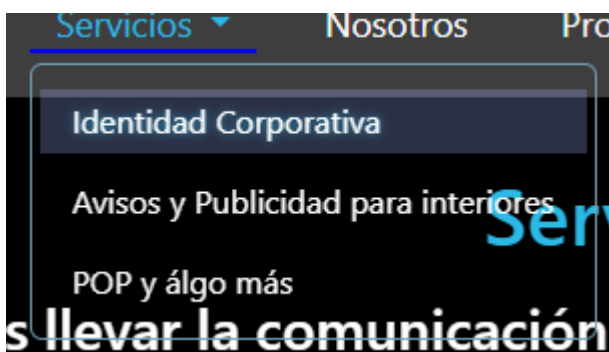 Servicios Nosotros Pro
Identidad Corporativa
Avisos y Publicidad para interiores
Serv
POP y álgo más
s llevar la comunicación